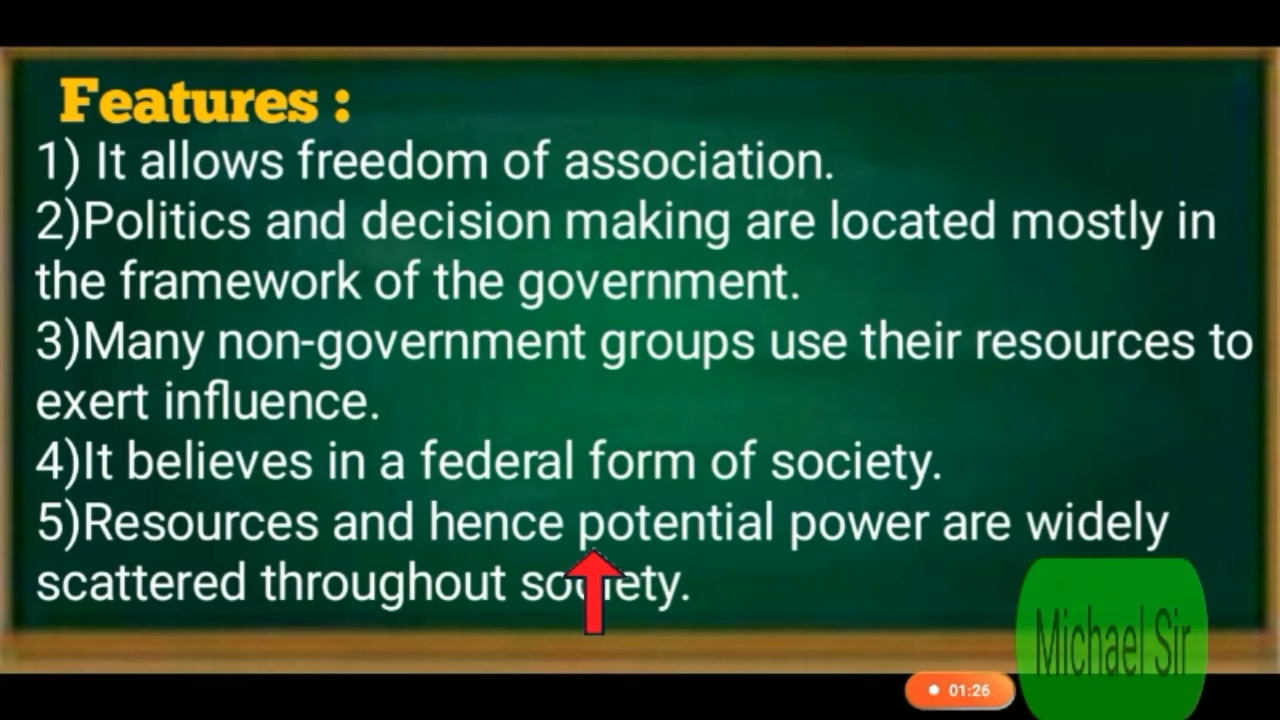 Features :
1) It allows freedom of association.
2)Politics and decision making are located mostly in
the framework of the government.
3)Many non-government groups use their resources to
exert influence.
4)It believes in a federal form of society.
5)Resources and hence potential power are widely
scattered throughout society.
Michael Sir
01:26